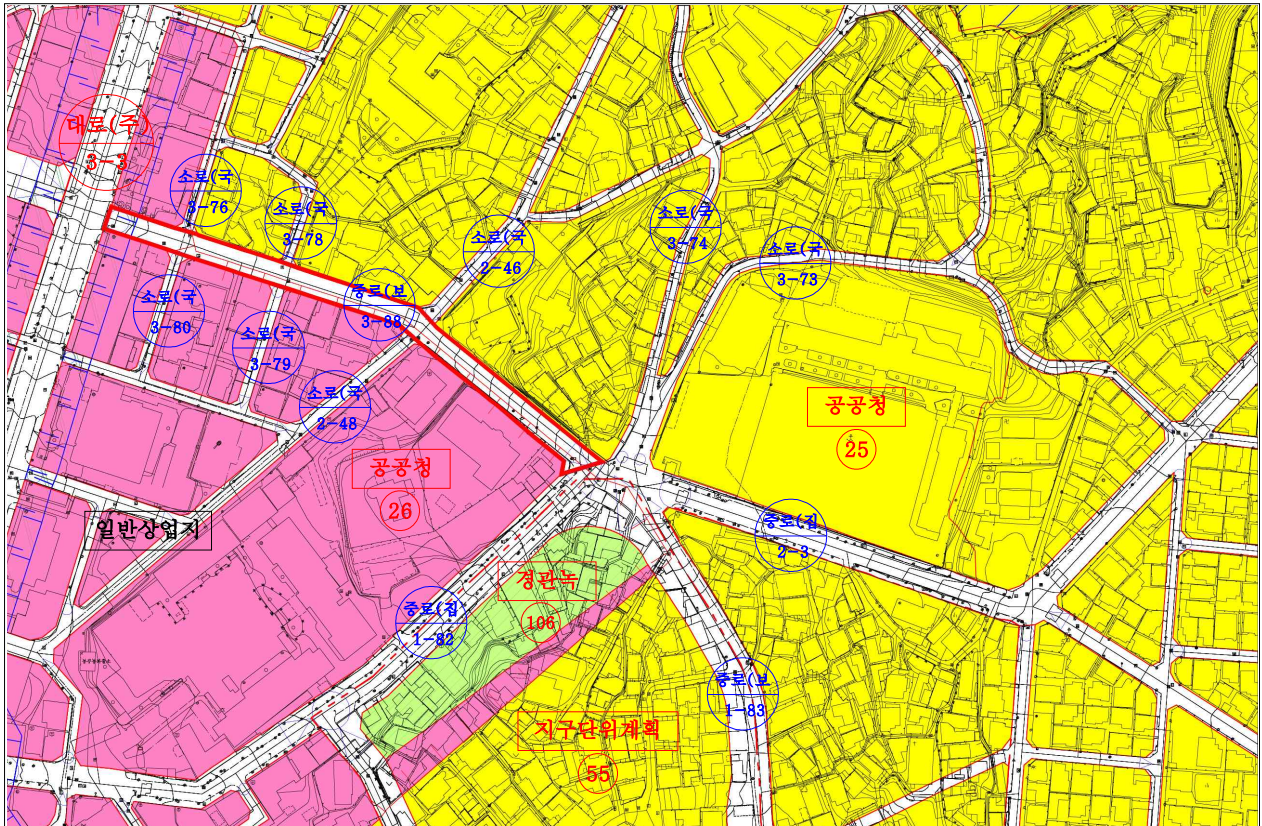 대로(주)
3-3
소로(국
3-76
소로(국
3-78
소로(국
2-46
소로(국
3-74
소로(국
3-73
소로(국
3-80
소로(국
3-79
중로(보
3-88
소로(국
2-48
공공청
25
공공청
26
일반상업지
중로(집
2-3
경관녹
106
중로(집
1-82
중로(보
1-83
지구단위계획
55